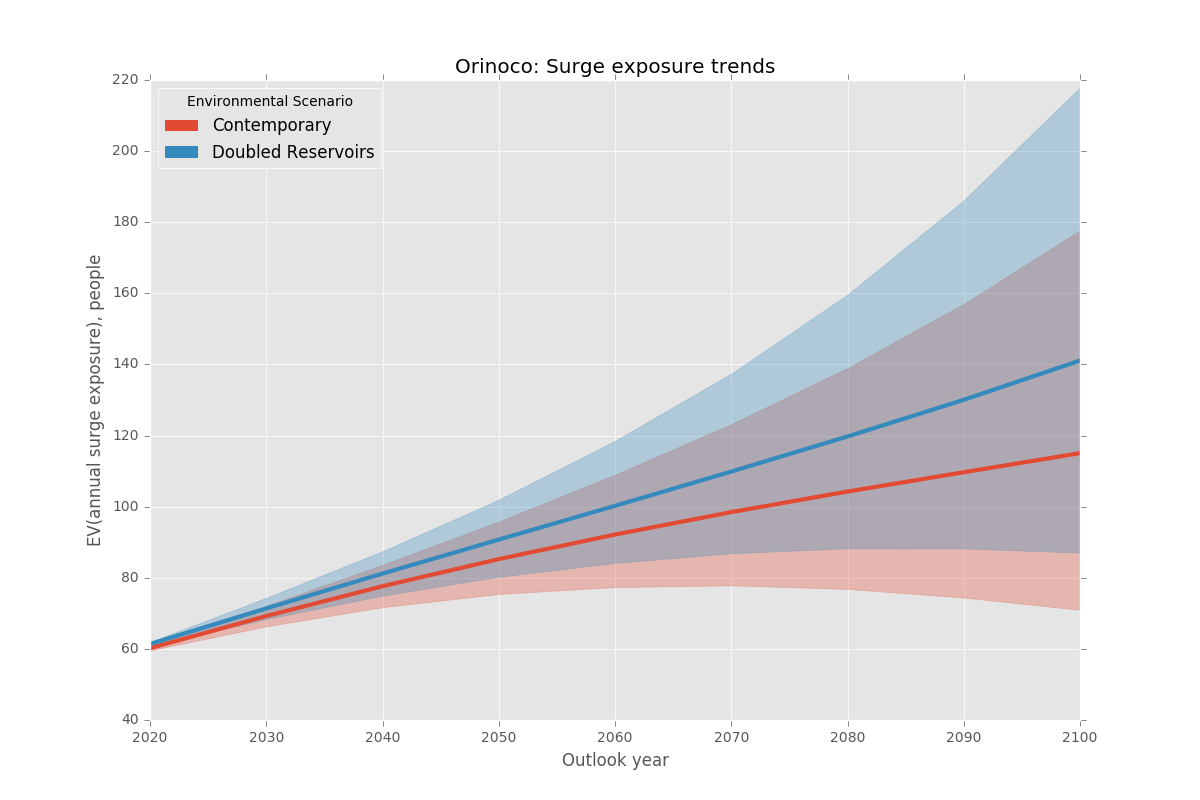 Orinoco: Surge exposure trends
Environmental Scenario
Contemporary
Doubled Reservoirs
EV(annual surge exposure), people
220
200
180
160
140
120
100
80
60
40
2020 2030 2040 2050 2060 2070 2080 2090 2100
Outlook year